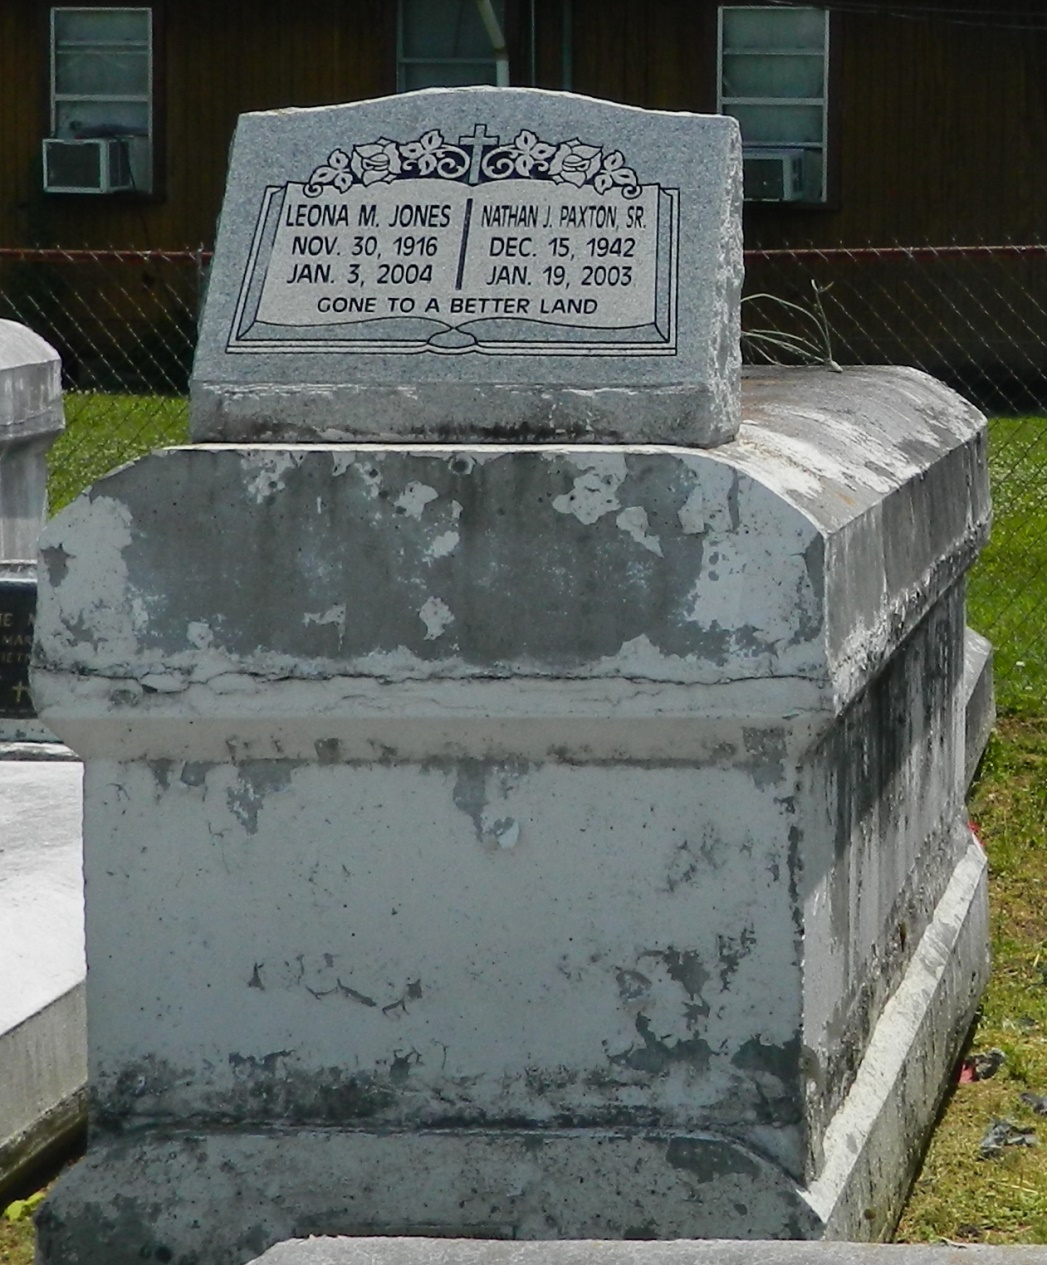 LEONA M. JONES
NOV. 30, 1916
JAN. 3, 2004
NATHAN J. PAXTON, SR.
DEC. 15, 1942
JAN. 19, 2003
GONE TO A BETTER LAND